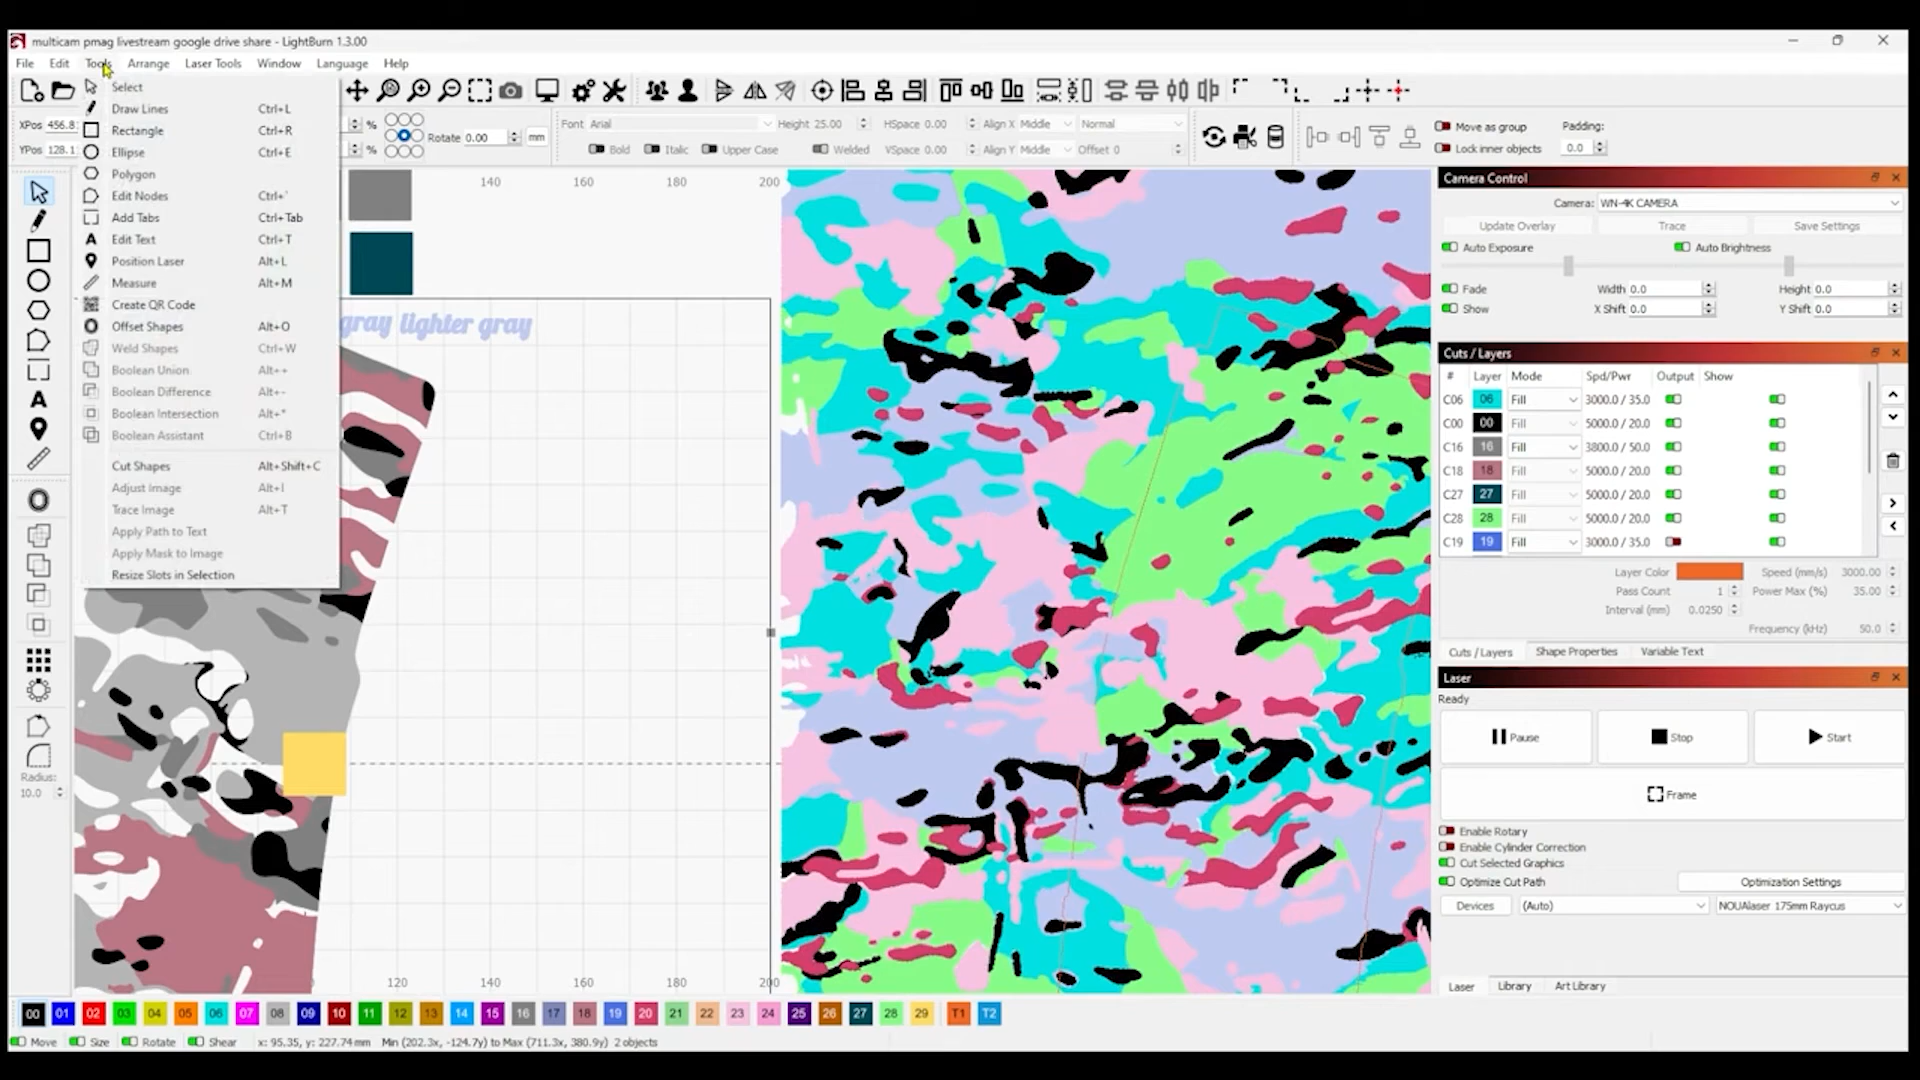 multicam pmag livestream google drive share - LightBurn 1.3.00
File Edit Tools Arrange Laser Tools Window Language Help
XPos 456.8
YPos 128.1
%
%
Rotate 0.00 mm
Font Arial Height 25.00 HSpace 0.00 Align X Middle Normal
Bold Italic Upper Case Welded VSpace 0.00 Align Y Middle Offset 0
Move as group Padding:
Lock inner objects 0.0
Select
Draw Lines Ctrl+L
Rectangle Ctrl+R
Ellipse Ctrl+E
Polygon
Edit Nodes Ctrl+`
Add Tabs Ctrl+Tab
Edit Text Ctrl+T
Position Laser Alt+L
Measure Alt+M
Create QR Code
Offset Shapes Alt+O
Weld Shapes Ctrl+W
Boolean Union Alt++
Boolean Difference Alt+-
Boolean Intersection Alt+*
Boolean Assistant Ctrl+B
Cut Shapes Alt+Shift+C
Adjust Image Alt+I
Trace Image Alt+T
Apply Path to Text
Apply Mask to Image
Resize Slots in Selection
Radius:
10.0
140 160 180 200
gray lighter gray
120 140 160 180 200
Camera Control
Camera: WN-4K CAMERA
Update Overlay Trace Save Settings
Auto Exposure Auto Brightness
Fade Width 0.0 Height 0.0
Show X Shift 0.0 Y Shift 0.0
Cuts / Layers
# Layer Mode Spd/Pwr Output Show
C06 06 Fill 3000.0 / 35.0
C00 00 Fill 5000.0 / 20.0
C16 16 Fill 3800.0 / 50.0
C18 18 Fill 5000.0 / 20.0
C27 27 Fill 5000.0 / 20.0
C28 28 Fill 5000.0 / 20.0
C19 19 Fill 3000.0 / 35.0
Layer Color Speed (mm/s) 3000.00
Pass Count 1 Power Max (%) 35.00
Interval (mm) 0.0250
Frequency (kHz) 50.0
Cuts / Layers Shape Properties Variable Text
Laser
Ready
Pause Stop Start
Frame
Enable Rotary
Enable Cylinder Correction
Cut Selected Graphics
Optimize Cut Path Optimization Settings
Devices (Auto) NOUAlaser 175mm Raycus
Laser Library Art Library
00 01 02 03 04 05 06 07 08 09 10 11 12 13 14 15 16 17 18 19 20 21 22 23 24 25 26 27 28 29 T1 T2
Move Size Rotate Shear x: 95.35, y: 227.74 mm Min (202.3x, -124.7y) to Max (711.3x, 380.9y) 2 objects